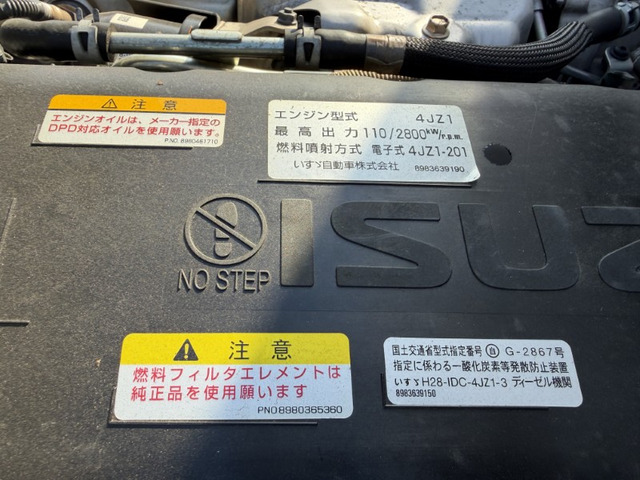 注意
エンジンオイルは、メーカー指定の
DPD対応オイルを使用願います。
P.NO. 8980481710
エンジン型式 4JZ1
最高出力 110/2800kW/r.p.m.
燃料噴射方式 電子式 4JZ1-201
いすゞ自動車株式会社 8983639190
NO STEP
ISUZ
注意
燃料フィルタエレメントは
純正品を使用願います
PNO8980365360
国土交通省型式指定番号 自 G-2867号
指定に係わる一酸化炭素等発散防止装置
いすゞH28-IDC-4JZ1-3 ディーゼル機関
8983639150